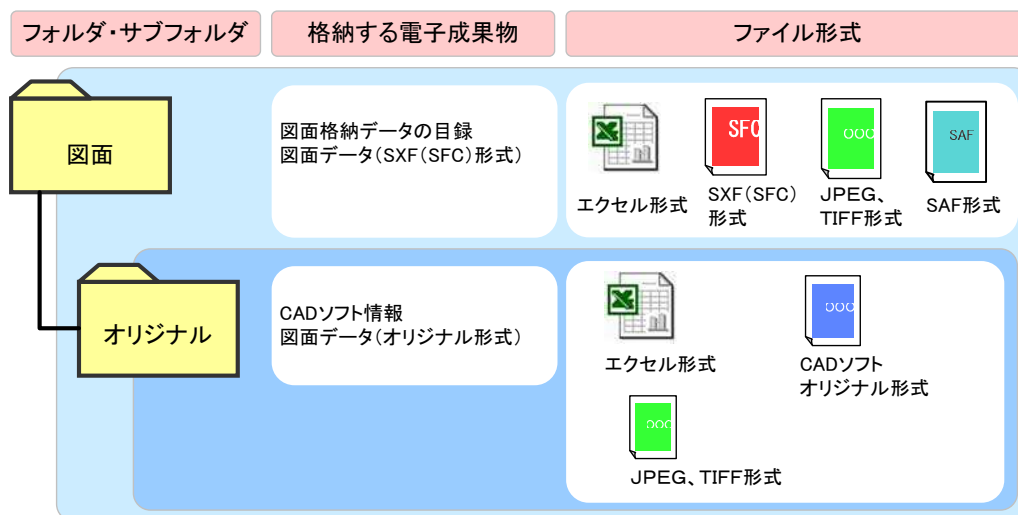 フォルダ・サブフォルダ
格納する電子成果物
ファイル形式
図面
図面格納データの目録
図面データ(SXF(SFC)形式)
SFC
OOO
SAF
エクセル形式
SXF(SFC)
形式
JPEG、
TIFF形式
SAF形式
オリジナル
CADソフト情報
図面データ(オリジナル形式)
OOO
エクセル形式
CADソフト
オリジナル形式
OOO
JPEG、TIFF形式